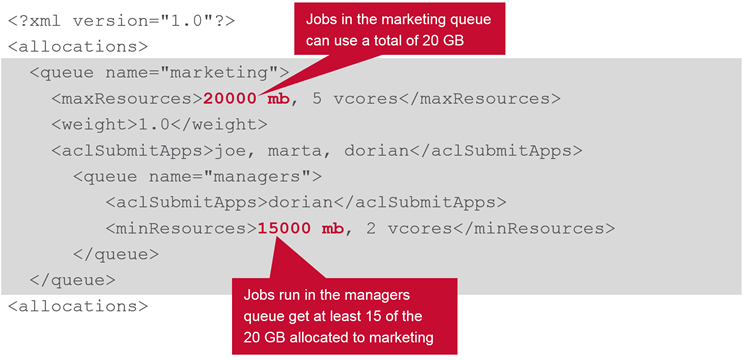 <?xml version="1.0"?>
<allocations>
<queue name="marketing">
<maxResources>20000 mb, 5 vcores</maxResources>
<weight>1.0</weight>
<aclSubmitApps>joe, marta, dorian</aclSubmitApps>
<queue name="managers">
<aclSubmitApps>dorian</aclSubmitApps>
<minResources>15000 mb, 2 vcores</minResources>
</queue>
</queue>
<allocations>
Jobs in the marketing queue
can use a total of 20 GB
Jobs run in the managers
queue get at least 15 of the
20 GB allocated to marketing